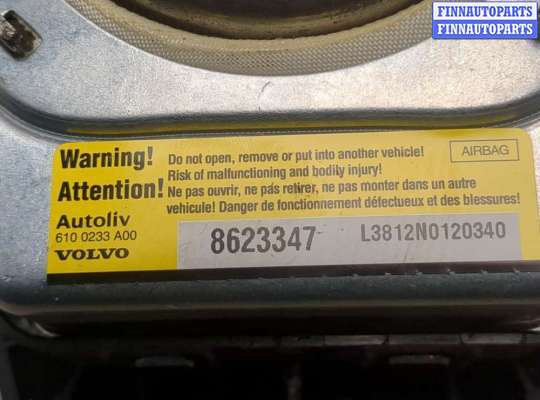 FINNAUTOPARTS
FINNAUTOPARTS
Warning! Do not open, remove or put into another vehicle! AIRBAG
Risk of malfunctioning and bodily injury!
Attention! Ne pas ouvrir, ne pas retirer, ne pas monter dans un autre
vehicule! Danger de fonctionnement défectueux et des blessures!
Autoliv
610 0233 A00
VOLVO
8623347 L3812N0120340